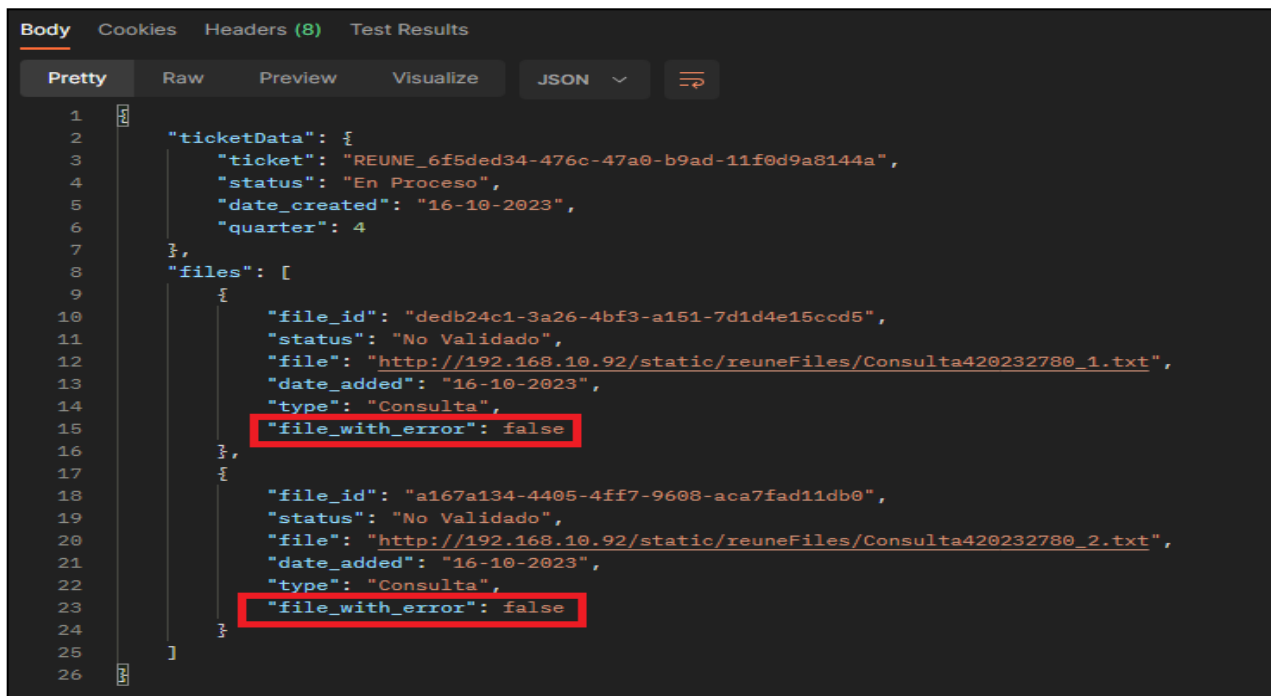 Body Cookies Headers (8) Test Results
Pretty Raw Preview Visualize JSON
1 {
2 "ticketData": {
3 "ticket": "REUNE_6f5ded34-476c-47a0-b9ad-11f0d9a8144a",
4 "status": "En Proceso",
5 "date_created": "16-10-2023",
6 "quarter": 4
7 },
8 "files": [
9 {
10 "file_id": "dedb24c1-3a26-4bf3-a151-7d1d4e15ccd5",
11 "status": "No Validado",
12 "file": "http://192.168.10.92/static/reuneFiles/Consulta420232780_1.txt",
13 "date_added": "16-10-2023",
14 "type": "Consulta",
15 "file_with_error": false
16 },
17 {
18 "file_id": "a167a134-4405-4ff7-9608-aca7fad11db0",
19 "status": "No Validado",
20 "file": "http://192.168.10.92/static/reuneFiles/Consulta420232780_2.txt",
21 "date_added": "16-10-2023",
22 "type": "Consulta",
23 "file_with_error": false
24 }
25 ]
26 }